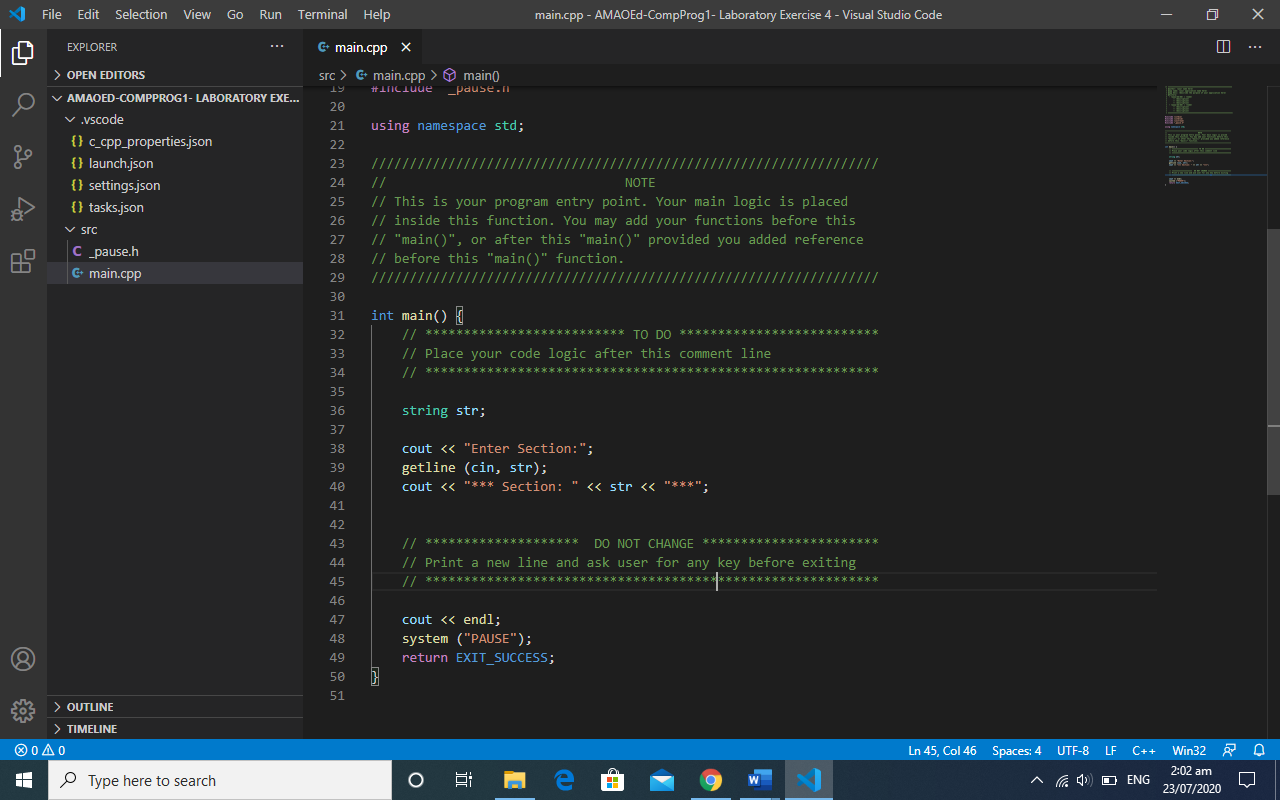 File Edit Selection View Go Run Terminal Help
main.cpp - AMAOEd-CompProg1- Laboratory Exercise 4 - Visual Studio Code
EXPLORER
OPEN EDITORS
AMAOED-COMPPROG1- LABORATORY EXE...
.vscode
{} c_cpp_properties.json
{} launch.json
{} settings.json
{} tasks.json
src
C _pause.h
main.cpp
OUTLINE
TIMELINE
main.cpp
src > main.cpp > main()
19 #include "_pause.h"
20
21 using namespace std;
22
23 //////////////////////////////////////////////////////////////////
24 // NOTE
25 // This is your program entry point. Your main logic is placed
26 // inside this function. You may add your functions before this
27 // "main()", or after this "main()" provided you added reference
28 // before this "main()" function.
29 //////////////////////////////////////////////////////////////////
30
31 int main() {
32 // ************************** TO DO **************************
33 // Place your code logic after this comment line
34 // ***********************************************************
35
36 string str;
37
38 cout << "Enter Section:";
39 getline (cin, str);
40 cout << "*** Section: " << str << "***";
41
42
43 // ******************** DO NOT CHANGE ***********************
44 // Print a new line and ask user for any key before exiting
45 // ***********************************************************
46
47 cout << endl;
48 system ("PAUSE");
49 return EXIT_SUCCESS;
50 }
51
0 0
Ln 45, Col 46 Spaces: 4 UTF-8 LF C++ Win32
Type here to search
ENG
2:02 am
23/07/2020